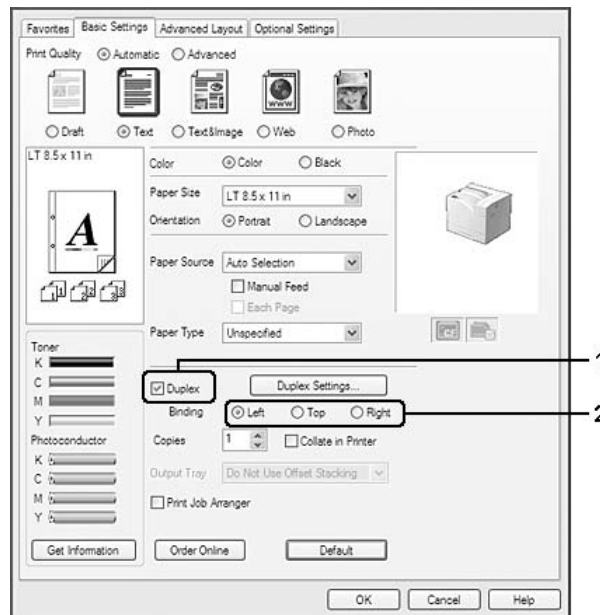 Favorites Basic Settings Advanced Layout Optional Settings
Print Quality Automatic Advanced
WWW
Draft Text Text&Image Web Photo
LT 8.5 x 11 in
A
Color Color Black
Paper Size LT 8.5 x 11 in
Orientation Portrait Landscape
Paper Source Auto Selection
Manual Feed
Each Page
Paper Type Unspecified
Toner
K
C
M
Y
Duplex Duplex Settings... 1
Binding Left Top Right 2
Photoconductor
K
C
M
Y
Copies 1 Collate in Printer
Output Tray Do Not Use Offset Stacking
Print Job Arranger
Get Information Order Online Default
OK Cancel Help